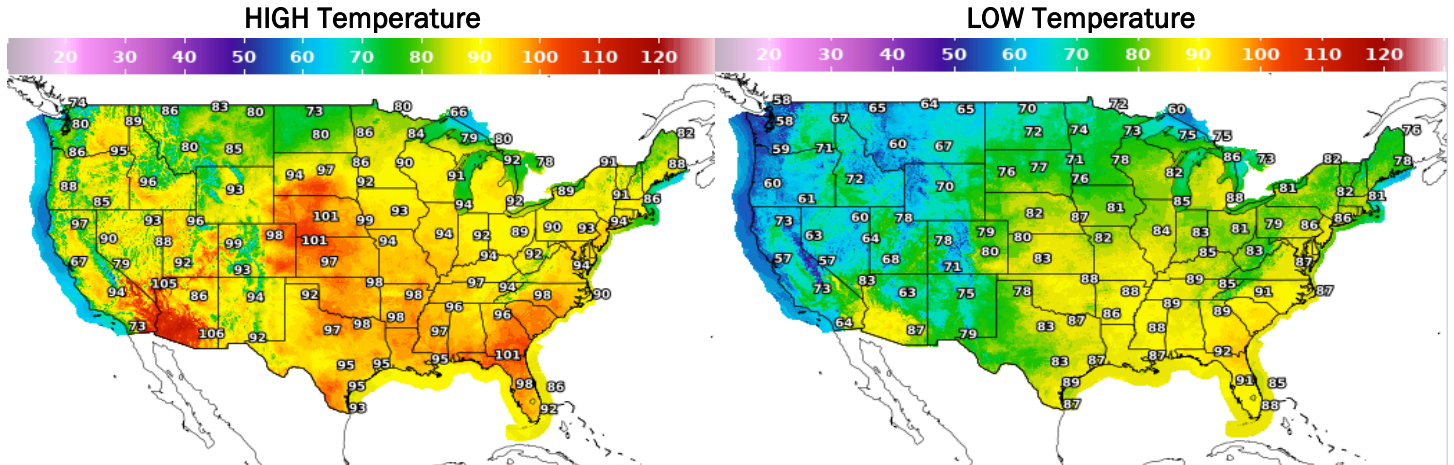 HIGH Temperature LOW Temperature
20 30 40 50 60 70 80 90 100 110 120 20 30 40 50 60 70 80 90 100 110 120
74 86 83 80 73 80 66 58 65 64 65 70 72 60
80 89 80 86 84 79 80 58 67 72 74 73 75 75
86 95 80 85 86 90 92 78 91 82 59 71 60 67 71 78 86 73 82 76
88 96 93 94 97 92 91 92 89 91 88 60 72 70 76 77 76 82 88 81 82 78
85 93 96 101 99 93 94 86 61 60 78 82 87 81 85 81
97 90 88 99 98 101 94 94 92 89 90 93 94 73 63 64 78 79 80 82 84 83 81 79 86 86
67 79 92 93 97 94 92 94 57 57 68 71 80 83 85 83 87
94 105 86 94 92 98 98 97 94 98 90 73 83 63 75 78 88 88 89 85 91 87
73 106 92 97 98 98 97 96 96 64 87 79 83 87 86 88 89 89
95 95 95 101 83 87 87 92
95 93 98 86 92 89 87 91 85 88